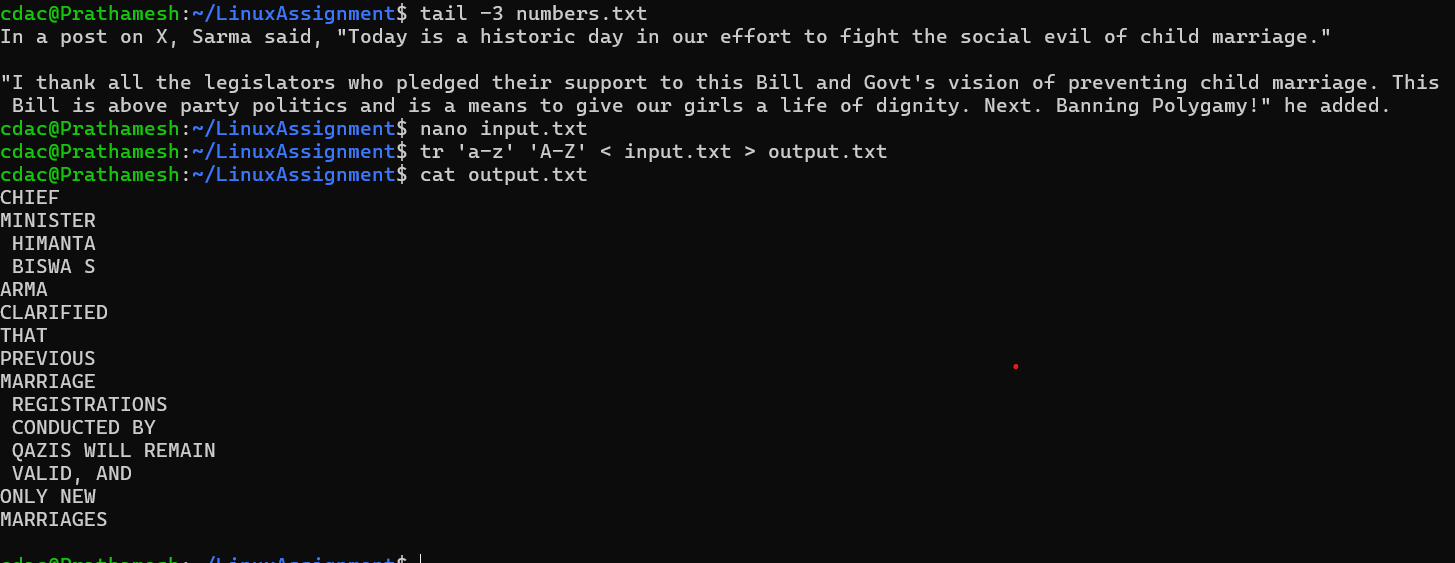 cdac@Prathamesh:~/LinuxAssignment$ tail -3 numbers.txt
In a post on X, Sarma said, "Today is a historic day in our effort to fight the social evil of child marriage."

"I thank all the legislators who pledged their support to this Bill and Govt's vision of preventing child marriage. This
 Bill is above party politics and is a means to give our girls a life of dignity. Next. Banning Polygamy!" he added.
cdac@Prathamesh:~/LinuxAssignment$ nano input.txt
cdac@Prathamesh:~/LinuxAssignment$ tr 'a-z' 'A-Z' < input.txt > output.txt
cdac@Prathamesh:~/LinuxAssignment$ cat output.txt
CHIEF
MINISTER
 HIMANTA
 BISWA S
ARMA
CLARIFIED
THAT
PREVIOUS
MARRIAGE
 REGISTRATIONS
 CONDUCTED BY
 QAZIS WILL REMAIN
 VALID, AND
ONLY NEW
MARRIAGES

cdac@Prathamesh:~/LinuxAssignment$